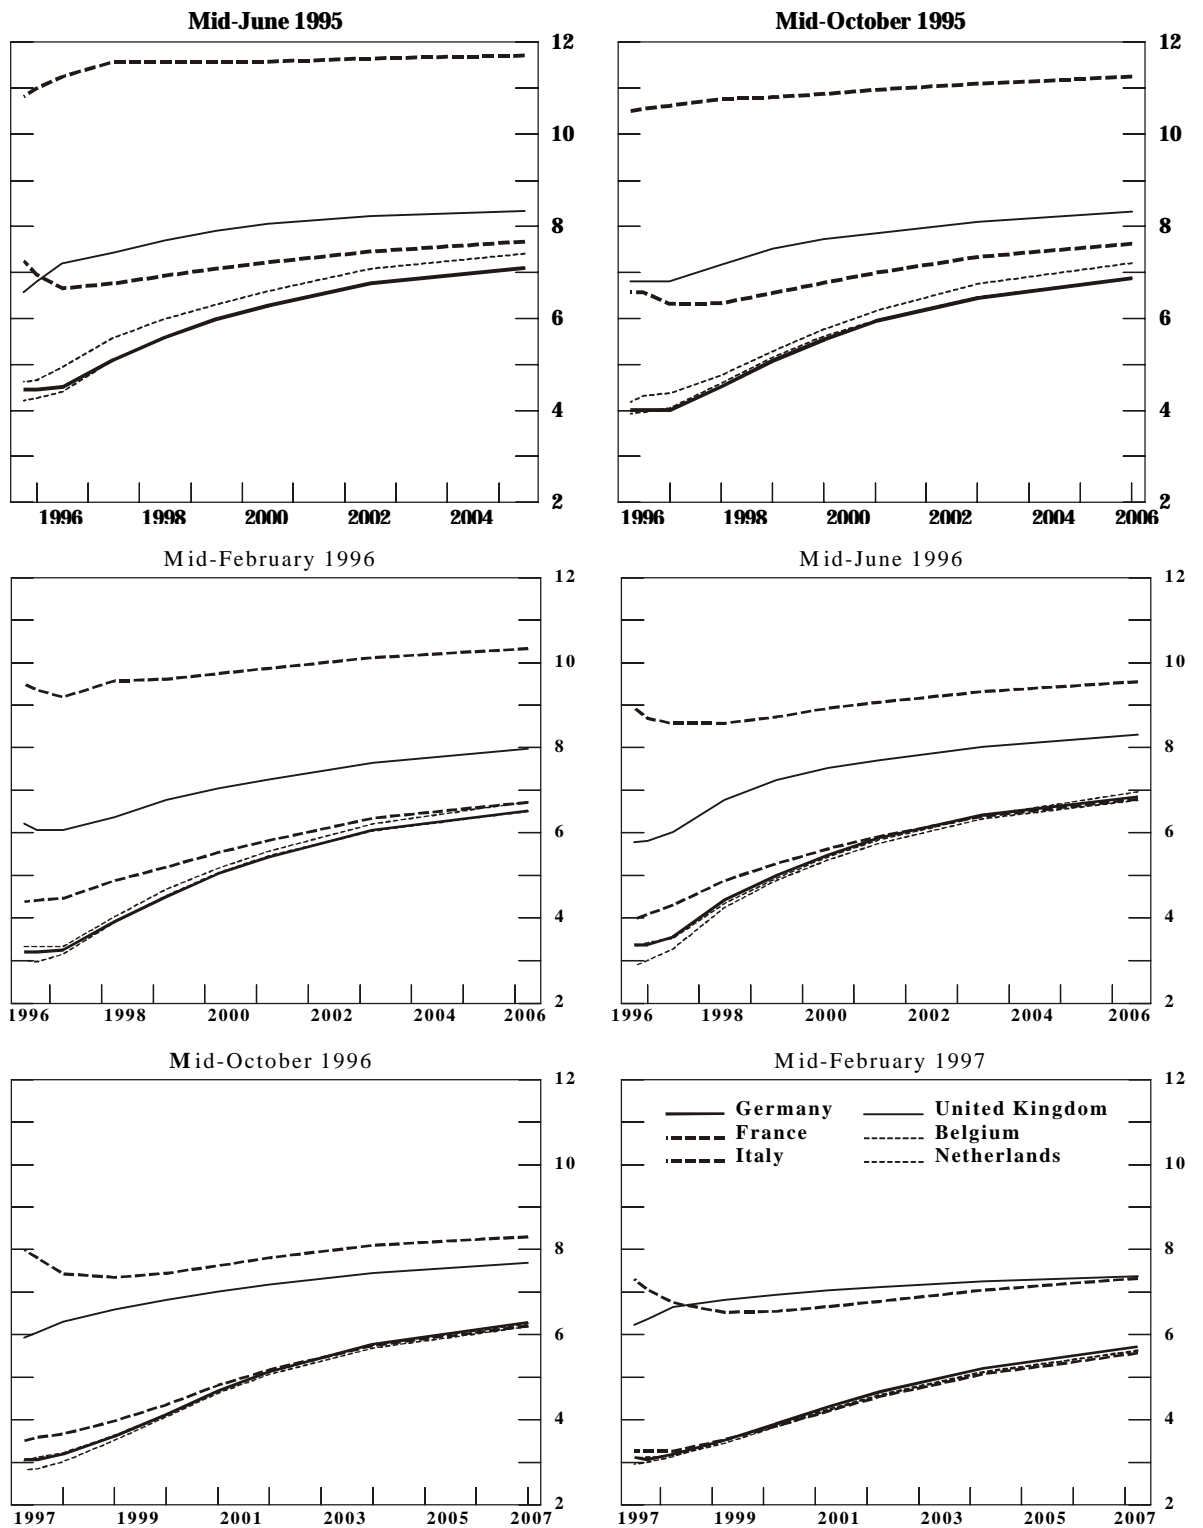 Mid-June 1995
Mid-October 1995
12
10
8
6
4
2
1996 1998 2000 2002 2004
12
10
8
6
4
2
1996 1998 2000 2002 2004 2006
Mid-February 1996
Mid-June 1996
12
10
8
6
4
2
1996 1998 2000 2002 2004 2006
12
10
8
6
4
2
1996 1998 2000 2002 2004 2006
Mid-October 1996
Mid-February 1997
12
10
8
6
4
2
1997 1999 2001 2003 2005 2007
Germany United Kingdom
France Belgium
Italy Netherlands
12
10
8
6
4
2
1997 1999 2001 2003 2005 2007